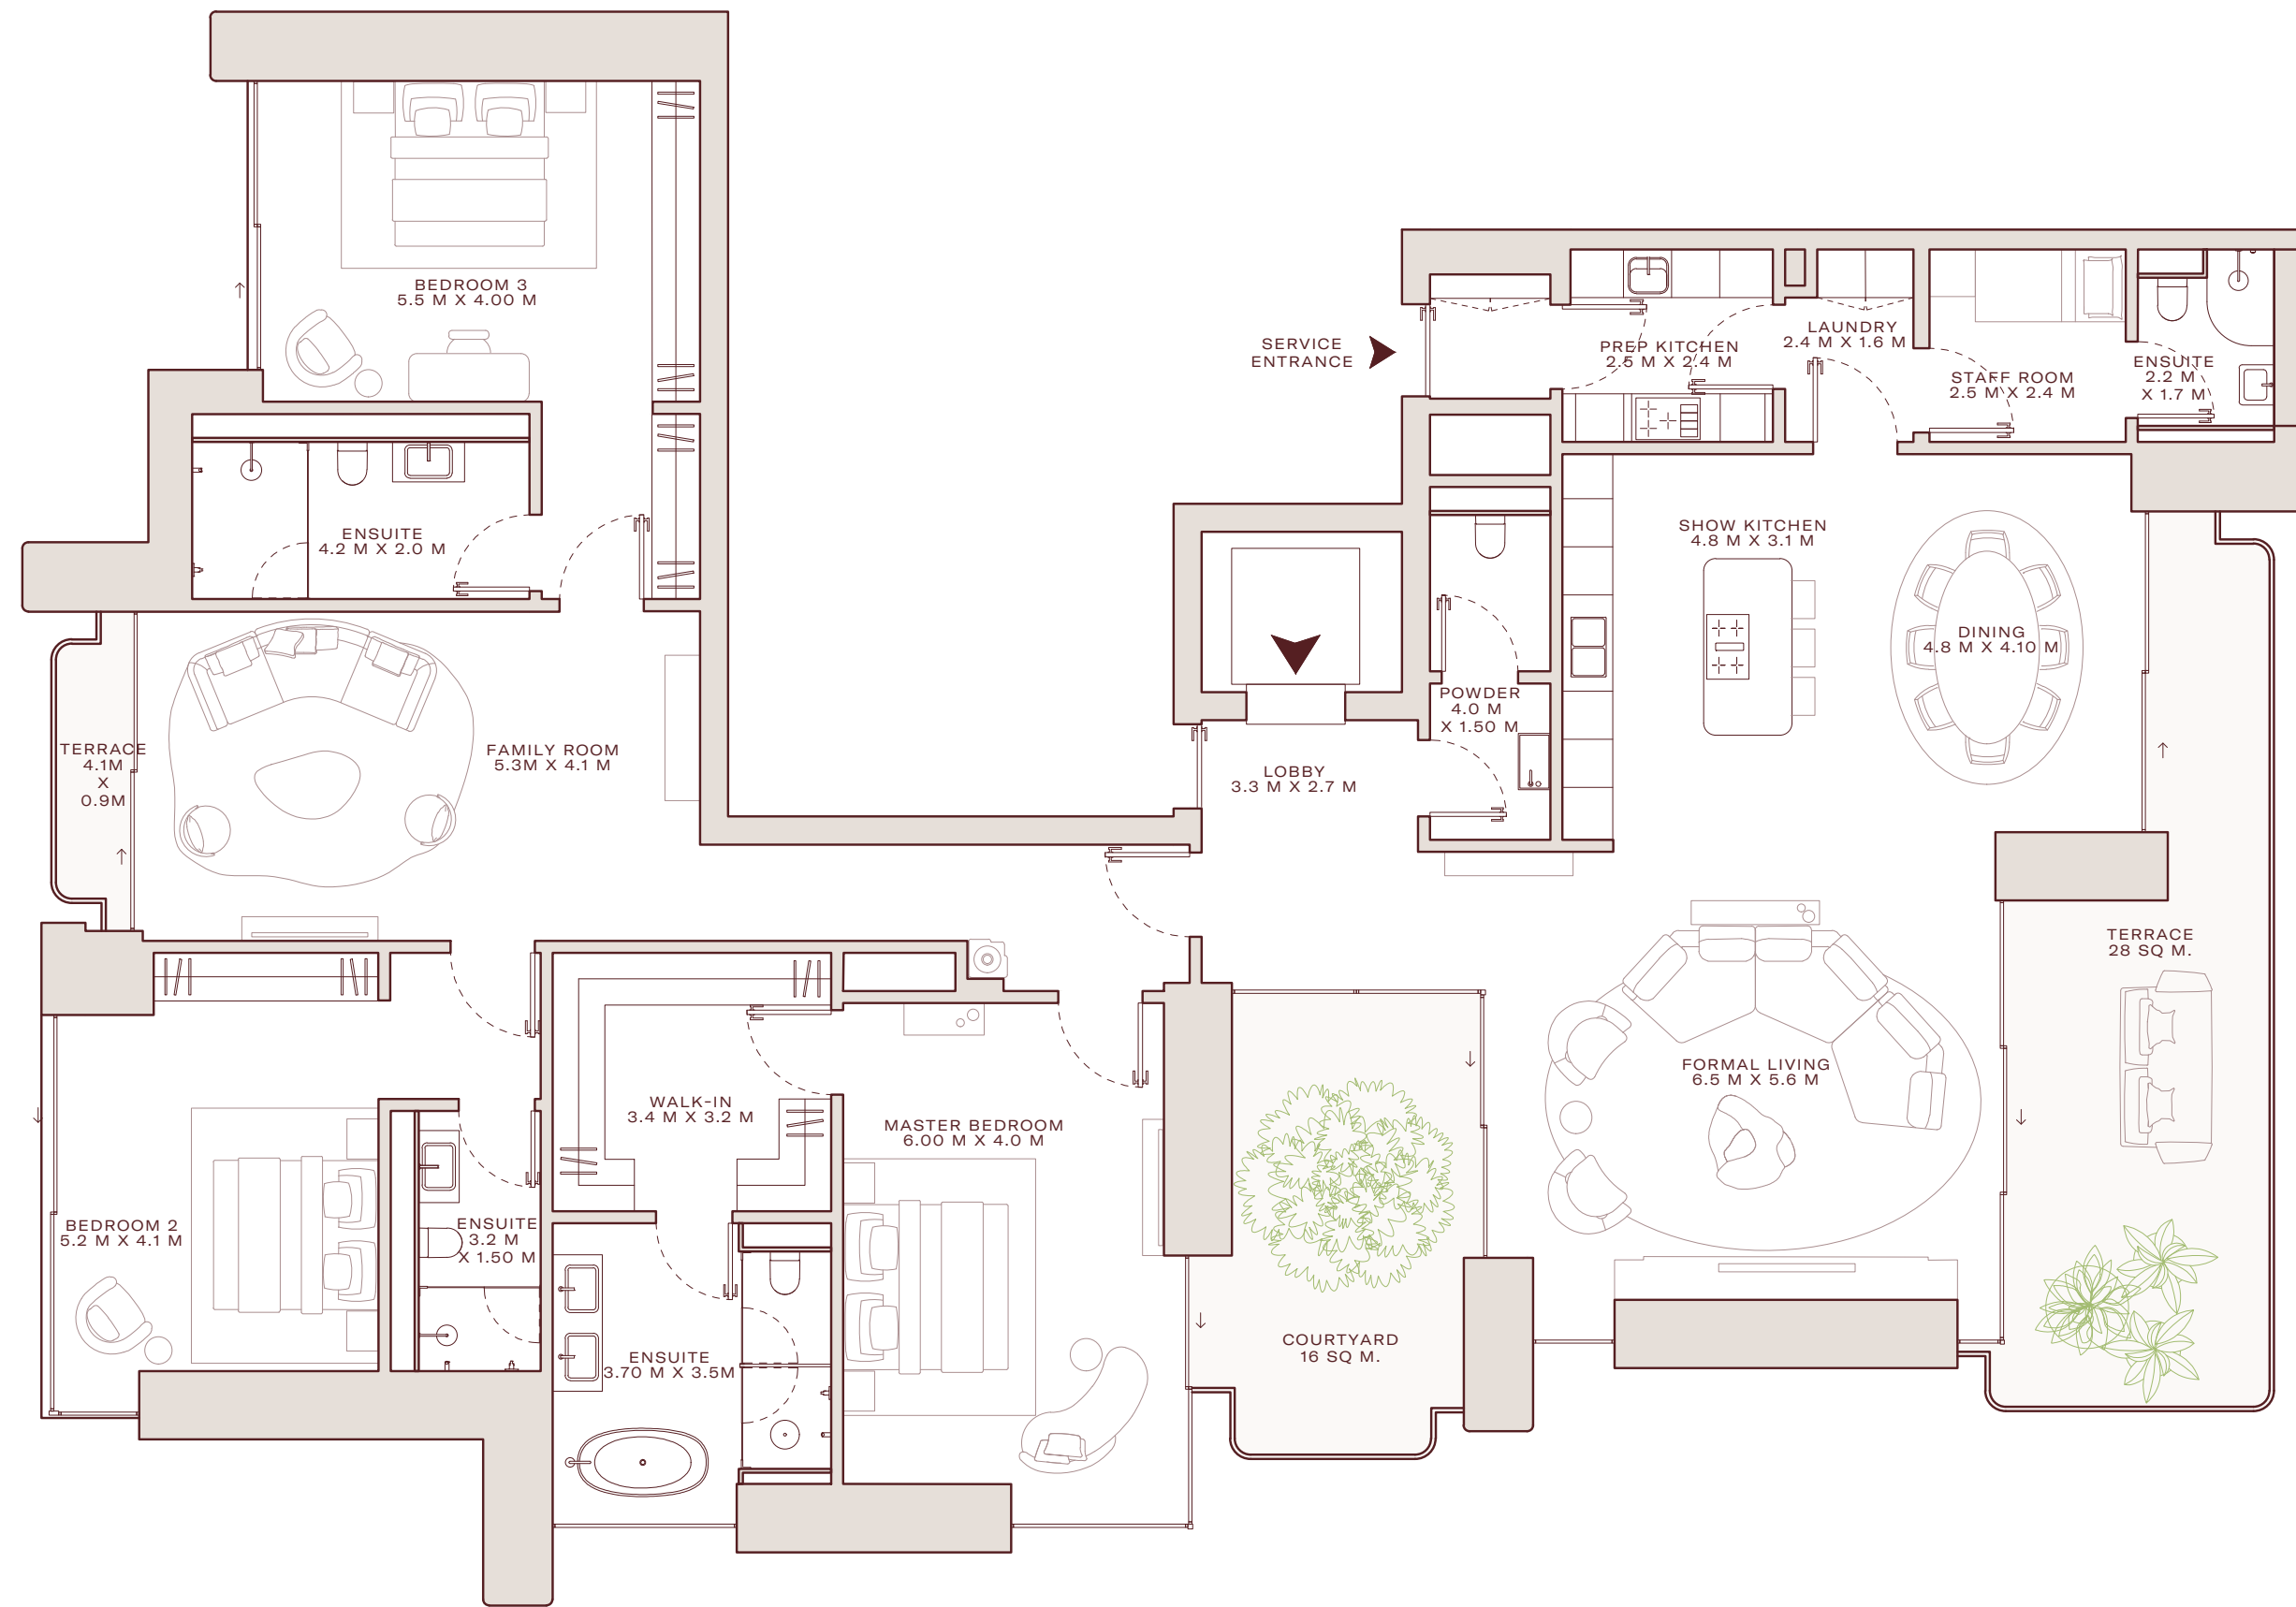 BEDROOM 3
5.5 M X 4.00 M
SERVICE
ENTRANCE
PREP KITCHEN
2.5 M X 2.4 M
LAUNDRY
2.4 M X 1.6 M
STAFF ROOM
2.5 M X 2.4 M
ENSUITE
2.2 M
X 1.7 M
ENSUITE
4.2 M X 2.0 M
SHOW KITCHEN
4.8 M X 3.1 M
DINING
4.8 M X 4.10 M
POWDER
4.0 M
X 1.50 M
TERRACE
4.1M
X
0.9M
FAMILY ROOM
5.3M X 4.1 M
LOBBY
3.3 M X 2.7 M
TERRACE
28 SQ M.
FORMAL LIVING
6.5 M X 5.6 M
WALK-IN
3.4 M X 3.2 M
MASTER BEDROOM
6.00 M X 4.0 M
BEDROOM 2
5.2 M X 4.1 M
ENSUITE
3.2 M
X 1.50 M
ENSUITE
3.70 M X 3.5M
COURTYARD
16 SQ M.